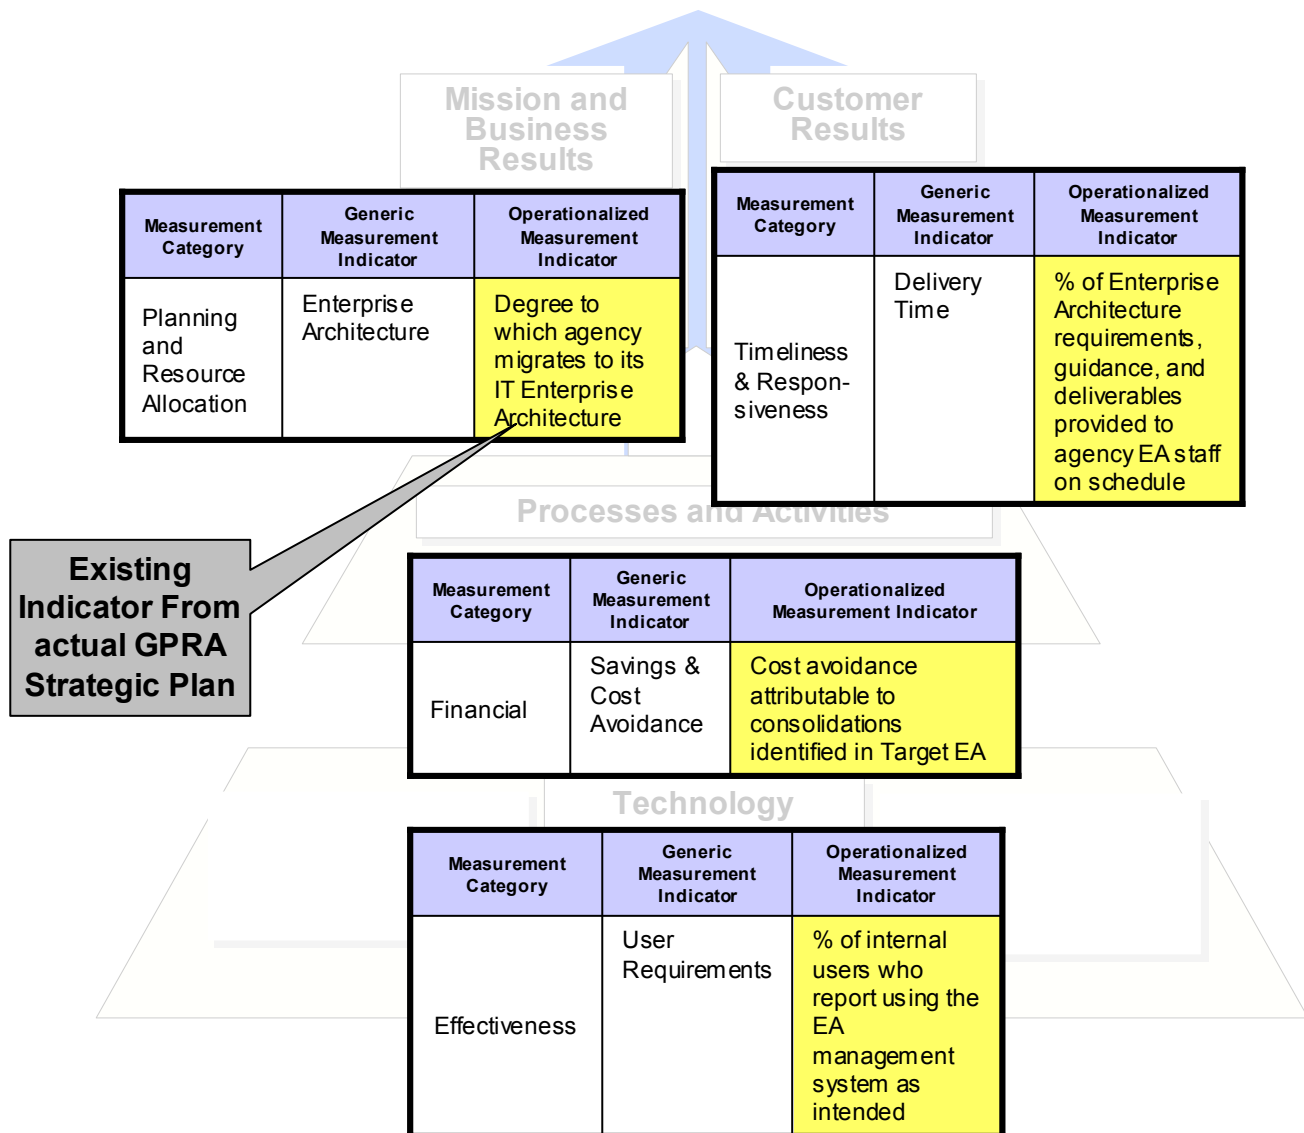 Mission and
Business
Results
Customer
Results
Measurement
Category
Generic
Measurement
Indicator
Operationalized
Measurement
Indicator
Planning
and
Resource
Allocation
Enterprise
Architecture
Degree to
which agency
migrates to its
IT Enterprise
Architecture
Measurement
Category
Generic
Measurement
Indicator
Operationalized
Measurement
Indicator
Timeliness
& Respon-
siveness
Delivery
Time
% of Enterprise
Architecture
requirements,
guidance, and
deliverables
provided to
agency EA staff
on schedule
Processes and Activities
Existing
Indicator From
actual GPRA
Strategic Plan
Measurement
Category
Generic
Measurement
Indicator
Operationalized
Measurement Indicator
Financial
Savings &
Cost
Avoidance
Cost avoidance
attributable to
consolidations
identified in Target EA
Technology
Measurement
Category
Generic
Measurement
Indicator
Operationalized
Measurement
Indicator
Effectiveness
User
Requirements
% of internal
users who
report using the
EA
management
system as
intended